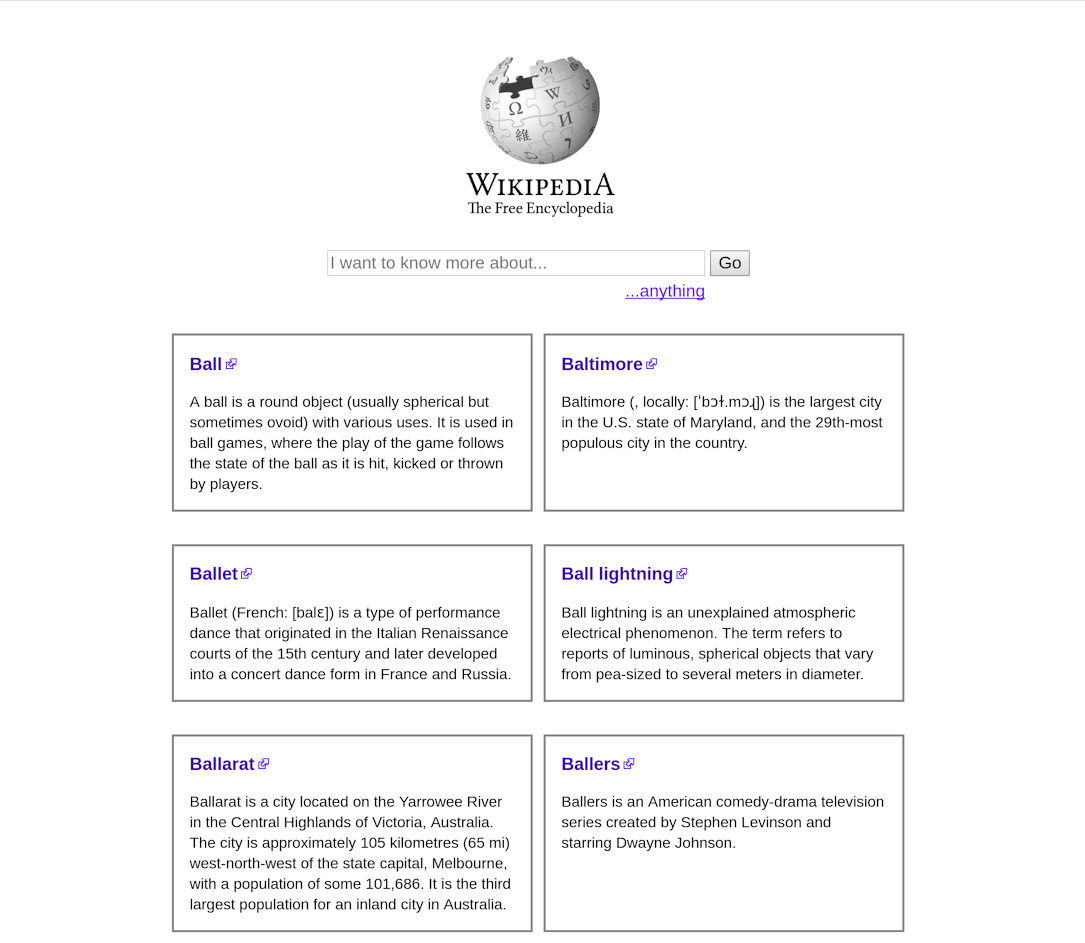 Ω W И 維 ウィ
WIKIPEDIA
The Free Encyclopedia
I want to know more about... Go
...anything
Ball
A ball is a round object (usually spherical but
sometimes ovoid) with various uses. It is used in
ball games, where the play of the game follows
the state of the ball as it is hit, kicked or thrown
by players.
Baltimore
Baltimore (, locally: [ˈbɔɫ.mɔɻ]) is the largest city
in the U.S. state of Maryland, and the 29th-most
populous city in the country.
Ballet
Ballet (French: [balɛ]) is a type of performance
dance that originated in the Italian Renaissance
courts of the 15th century and later developed
into a concert dance form in France and Russia.
Ball lightning
Ball lightning is an unexplained atmospheric
electrical phenomenon. The term refers to
reports of luminous, spherical objects that vary
from pea-sized to several meters in diameter.
Ballarat
Ballarat is a city located on the Yarrowee River
in the Central Highlands of Victoria, Australia.
The city is approximately 105 kilometres (65 mi)
west-north-west of the state capital, Melbourne,
with a population of some 101,686. It is the third
largest population for an inland city in Australia.
Ballers
Ballers is an American comedy-drama television
series created by Stephen Levinson and
starring Dwayne Johnson.